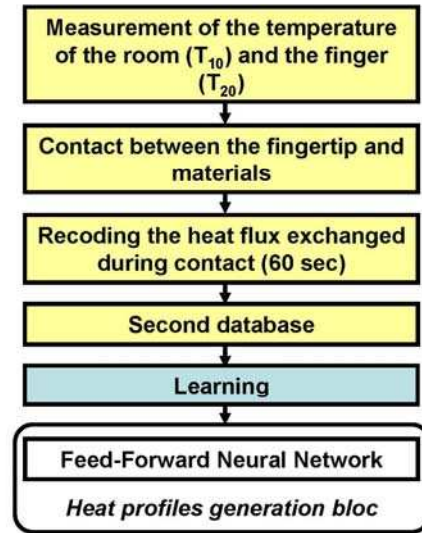 Measurement of the temperature
of the room (T₁₀) and the finger
(T₂₀)
Contact between the fingertip and
materials
Recoding the heat flux exchanged
during contact (60 sec)
Second database
Learning
Feed-Forward Neural Network
Heat profiles generation bloc